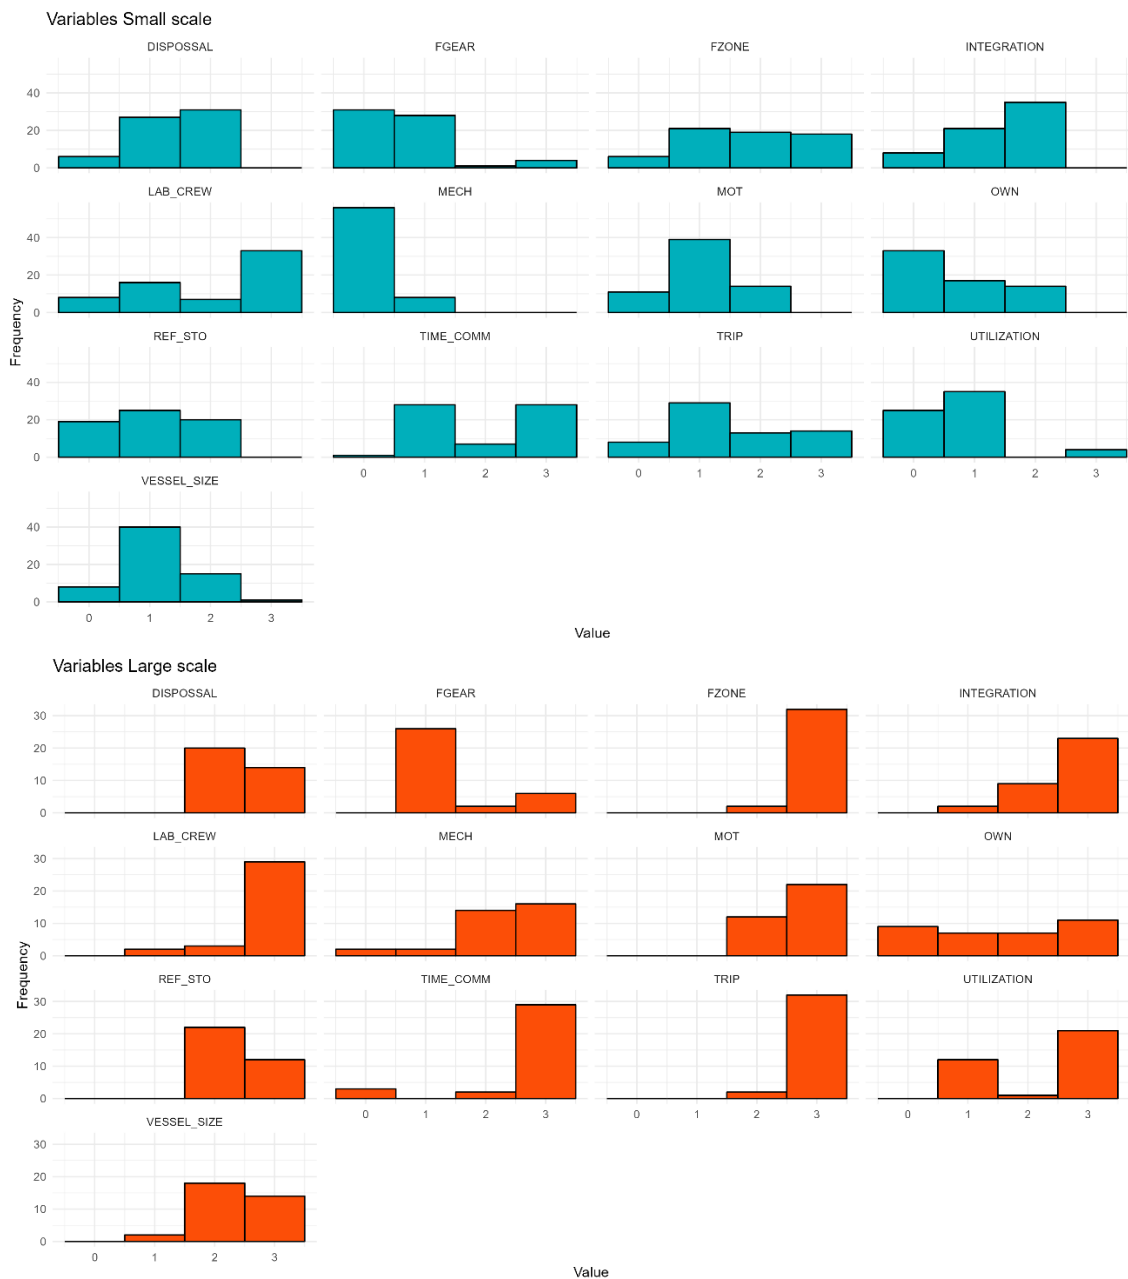 Variables Small scale
DISPOSSAL FGEAR FZONE INTEGRATION
40
20
0
LAB_CREW MECH MOT OWN
40
20
0
Frequency
REF_STO TIME_COMM TRIP UTILIZATION
40
20
0
0 1 2 3 0 1 2 3 0 1 2 3
VESSEL_SIZE
40
20
0
0 1 2 3
Value
Variables Large scale
DISPOSSAL FGEAR FZONE INTEGRATION
30
20
10
0
LAB_CREW MECH MOT OWN
30
20
10
0
Frequency
REF_STO TIME_COMM TRIP UTILIZATION
30
20
10
0
0 1 2 3 0 1 2 3 0 1 2 3
VESSEL_SIZE
30
20
10
0
0 1 2 3
Value